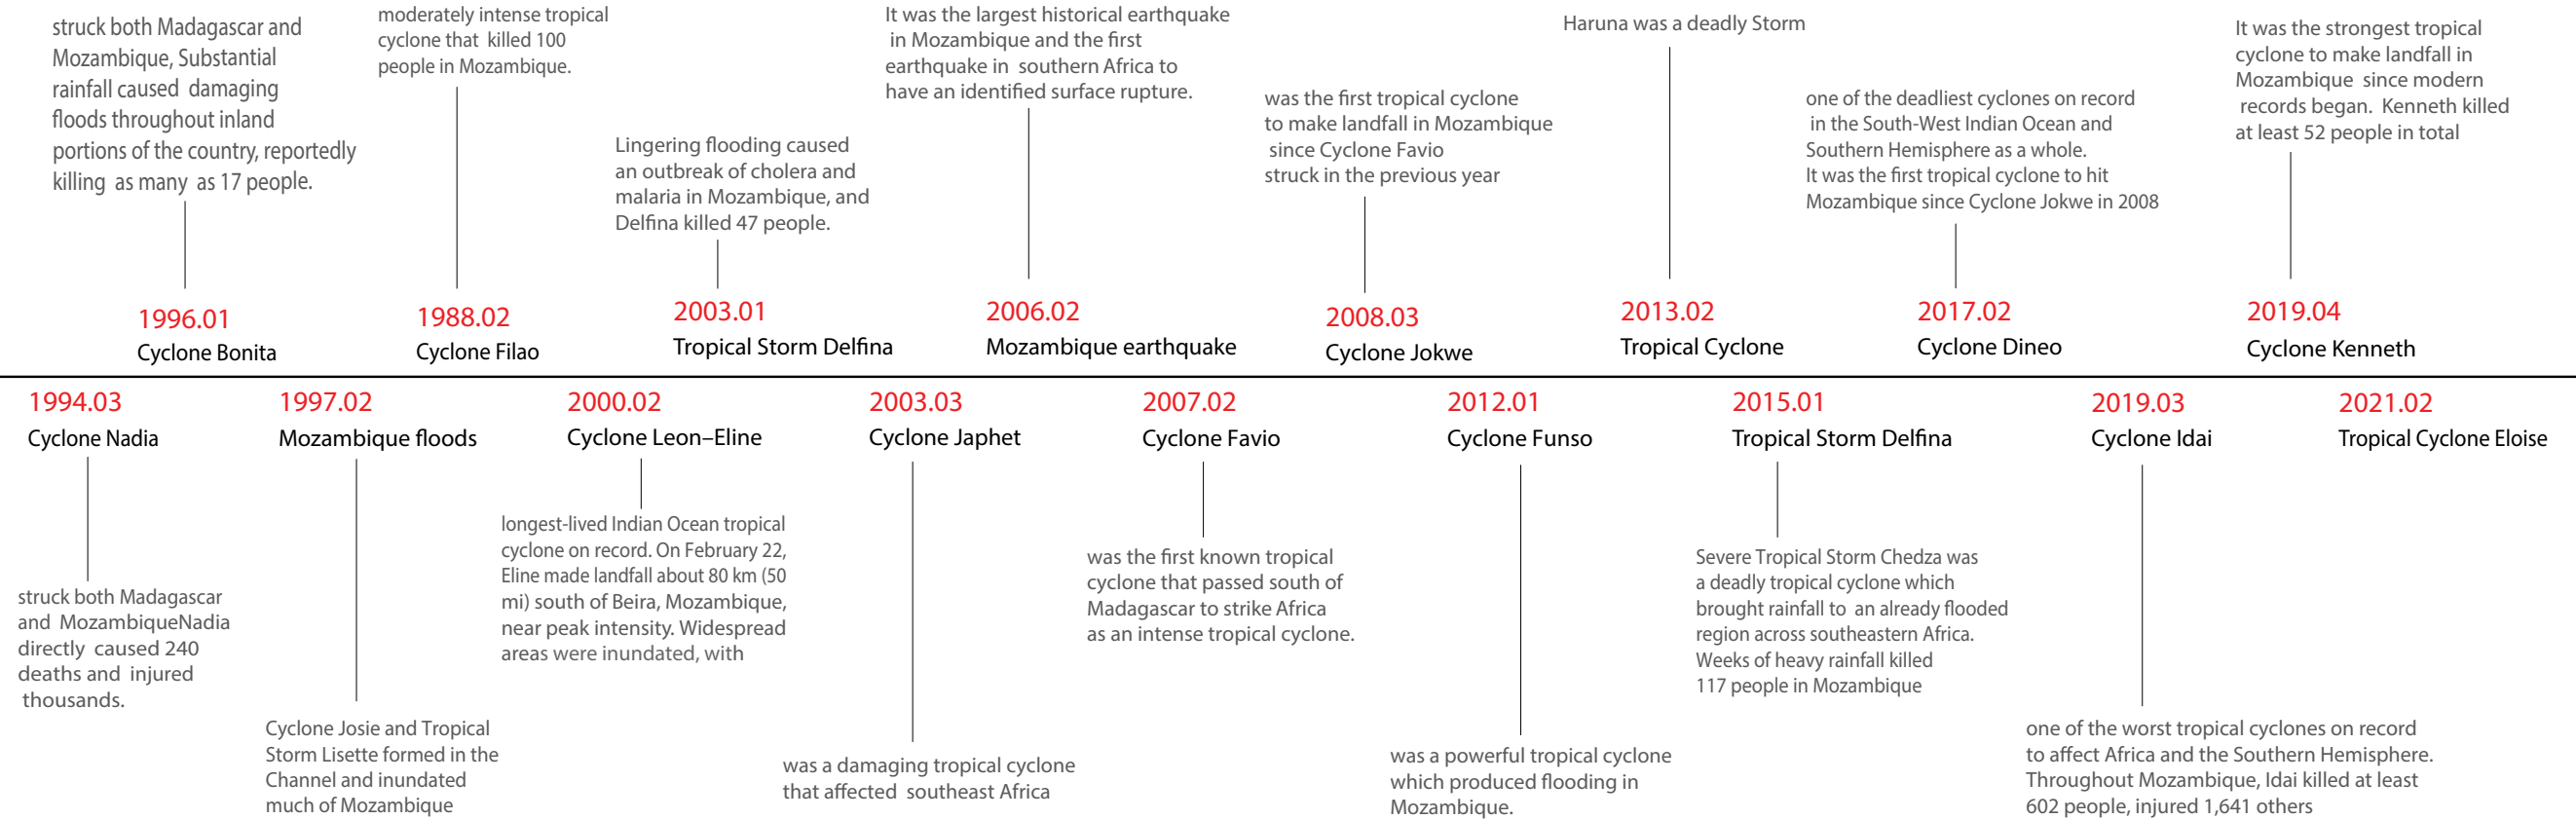 struck both Madagascar and
Mozambique, Substantial
rainfall caused damaging
floods throughout inland
portions of the country, reportedly
killing as many as 17 people.
1996.01
Cyclone Bonita
moderately intense tropical
cyclone that killed 100
people in Mozambique.
1988.02
Cyclone Filao
Lingering flooding caused
an outbreak of cholera and
malaria in Mozambique, and
Delfina killed 47 people.
2003.01
Tropical Storm Delfina
It was the largest historical earthquake
in Mozambique and the first
earthquake in southern Africa to
have an identified surface rupture.
2006.02
Mozambique earthquake
was the first tropical cyclone
to make landfall in Mozambique
since Cyclone Favio
struck in the previous year
2008.03
Cyclone Jokwe
Haruna was a deadly Storm
2013.02
Tropical Cyclone
one of the deadliest cyclones on record
in the South-West Indian Ocean and
Southern Hemisphere as a whole.
It was the first tropical cyclone to hit
Mozambique since Cyclone Jokwe in 2008
2017.02
Cyclone Dineo
It was the strongest tropical
cyclone to make landfall in
Mozambique since modern
records began. Kenneth killed
at least 52 people in total
2019.04
Cyclone Kenneth
1994.03
Cyclone Nadia
struck both Madagascar
and MozambiqueNadia
directly caused 240
deaths and injured
thousands.
1997.02
Mozambique floods
Cyclone Josie and Tropical
Storm Lisette formed in the
Channel and inundated
much of Mozambique
2000.02
Cyclone Leon–Eline
longest-lived Indian Ocean tropical
cyclone on record. On February 22,
Eline made landfall about 80 km (50
mi) south of Beira, Mozambique,
near peak intensity. Widespread
areas were inundated, with
2003.03
Cyclone Japhet
was a damaging tropical cyclone
that affected southeast Africa
2007.02
Cyclone Favio
was the first known tropical
cyclone that passed south of
Madagascar to strike Africa
as an intense tropical cyclone.
2012.01
Cyclone Funso
was a powerful tropical cyclone
which produced flooding in
Mozambique.
2015.01
Tropical Storm Delfina
Severe Tropical Storm Chedza was
a deadly tropical cyclone which
brought rainfall to an already flooded
region across southeastern Africa.
Weeks of heavy rainfall killed
117 people in Mozambique
2019.03
Cyclone Idai
one of the worst tropical cyclones on record
to affect Africa and the Southern Hemisphere.
Throughout Mozambique, Idai killed at least
602 people, injured 1,641 others
2021.02
Tropical Cyclone Eloise